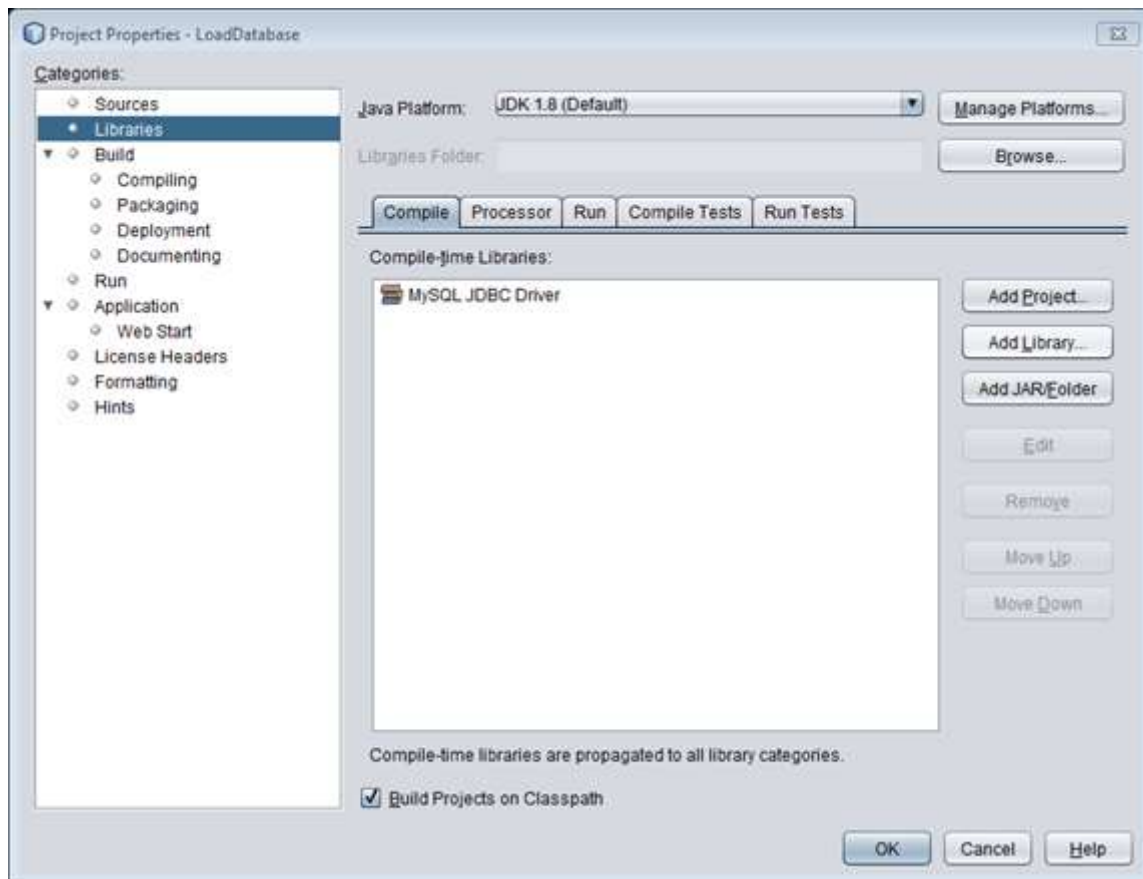 Project Properties - LoadDatabase
Categories:
Sources
Libraries
Build
Compiling
Packaging
Deployment
Documenting
Run
Application
Web Start
License Headers
Formatting
Hints
Java Platform: JDK 1.8 (Default) Manage Platforms...
Libraries Folder: Browse...
Compile Processor Run Compile Tests Run Tests
Compile-time Libraries:
MySQL JDBC Driver
Add Project...
Add Library...
Add JAR/Folder
Edit
Remove
Move Up
Move Down
Compile-time libraries are propagated to all library categories.
Build Projects on Classpath
OK Cancel Help